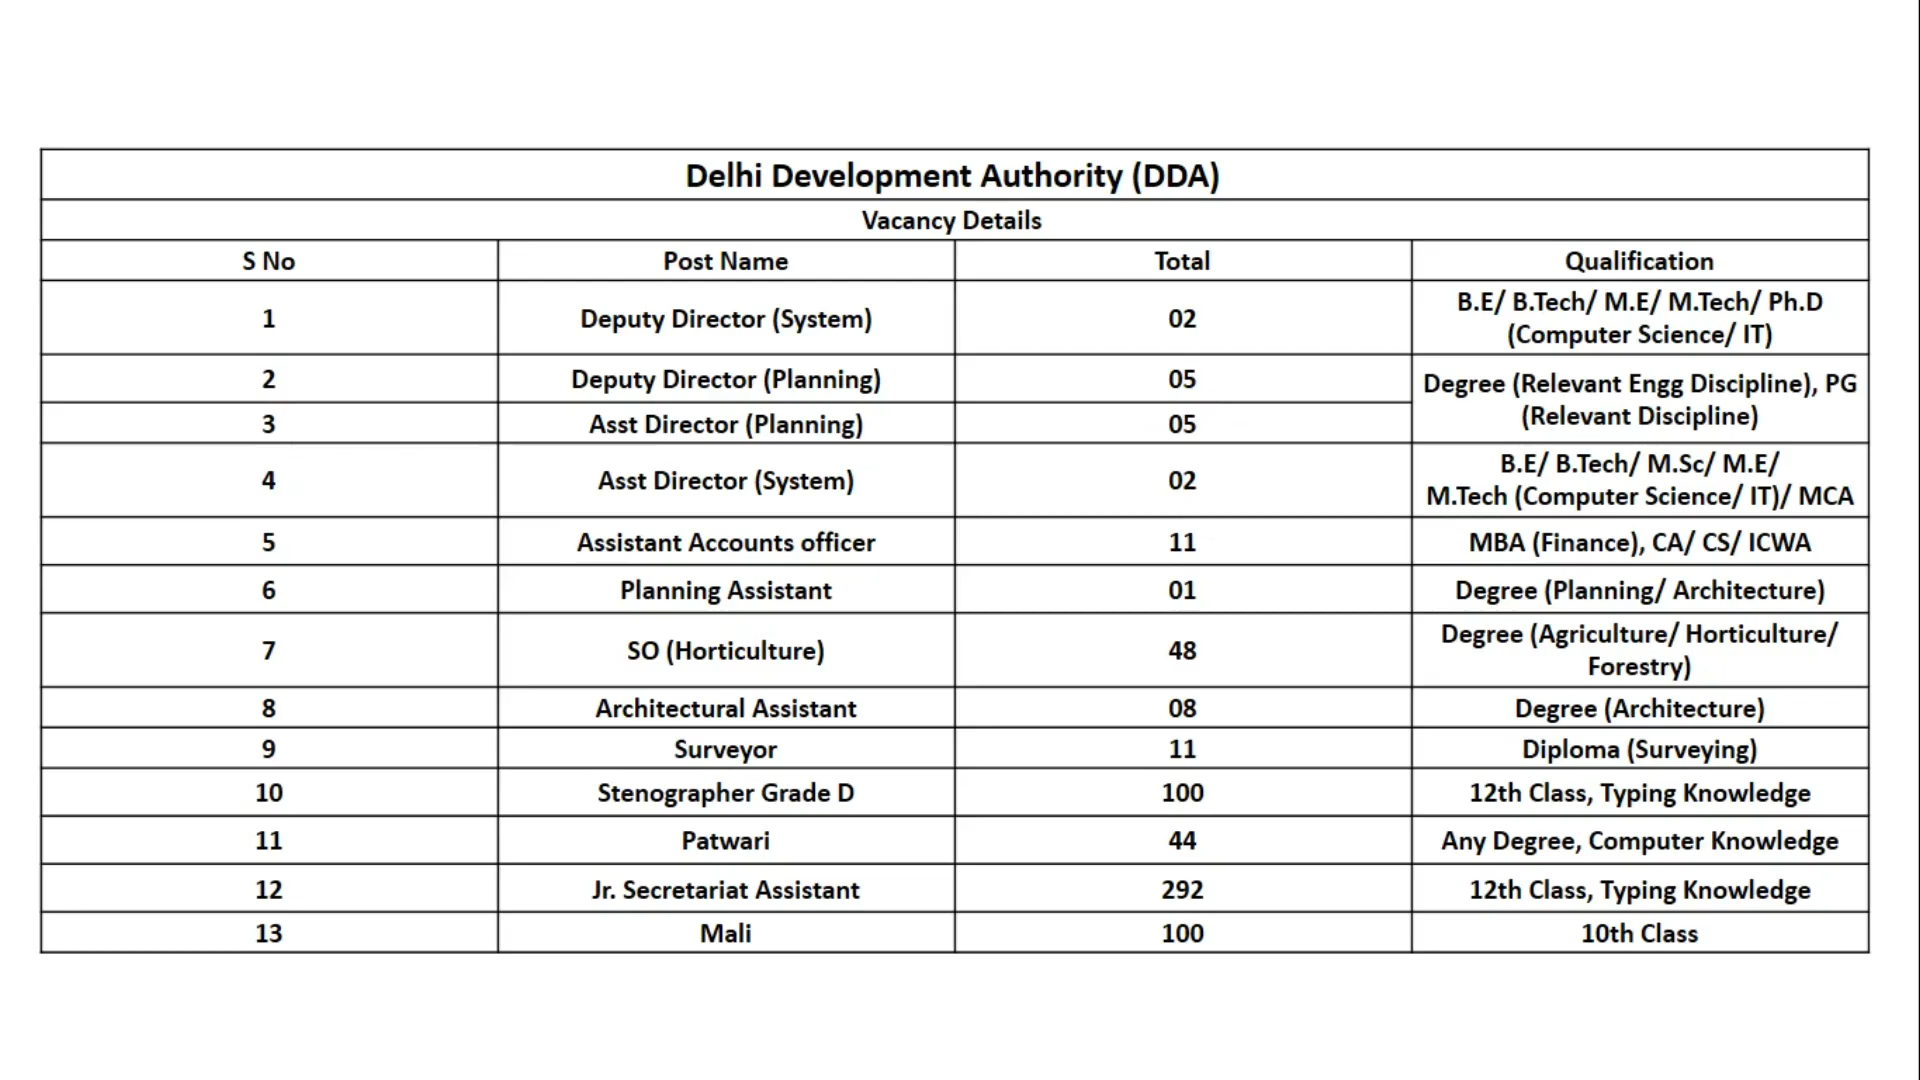 Delhi Development Authority (DDA)
Vacancy Details
S No Post Name Total Qualification
1 Deputy Director (System) 02 B.E/ B.Tech/ M.E/ M.Tech/ Ph.D
(Computer Science/ IT)
2 Deputy Director (Planning) 05 Degree (Relevant Engg Discipline), PG
(Relevant Discipline)
3 Asst Director (Planning) 05
4 Asst Director (System) 02 B.E/ B.Tech/ M.Sc/ M.E/
M.Tech (Computer Science/ IT)/ MCA
5 Assistant Accounts officer 11 MBA (Finance), CA/ CS/ ICWA
6 Planning Assistant 01 Degree (Planning/ Architecture)
7 SO (Horticulture) 48 Degree (Agriculture/ Horticulture/
Forestry)
8 Architectural Assistant 08 Degree (Architecture)
9 Surveyor 11 Diploma (Surveying)
10 Stenographer Grade D 100 12th Class, Typing Knowledge
11 Patwari 44 Any Degree, Computer Knowledge
12 Jr. Secretariat Assistant 292 12th Class, Typing Knowledge
13 Mali 100 10th Class